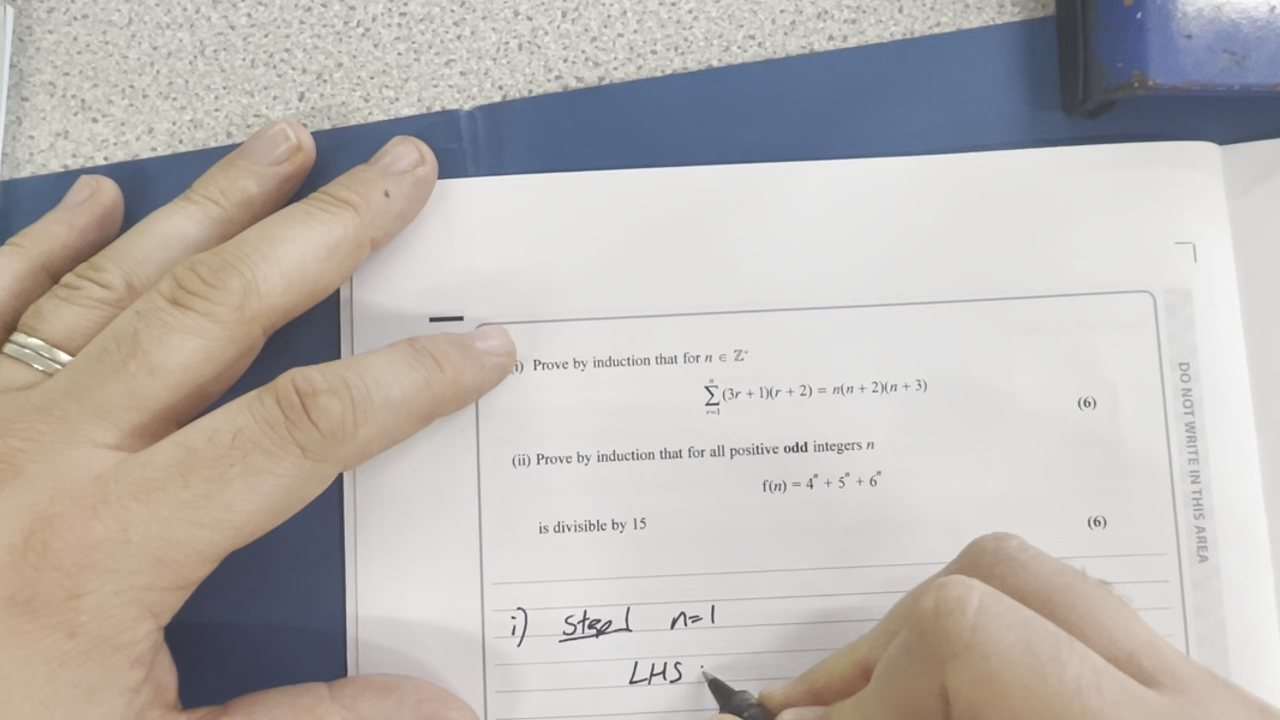 i) Prove by induction that for n ∈ ℤ⁺
n
∑ (3r + 1)(r + 2) = n(n + 2)(n + 3)
r=1
(6)
(ii) Prove by induction that for all positive odd integers n
f(n) = 4ⁿ + 5ⁿ + 6ⁿ
is divisible by 15
(6)
i) Step 1 n=1
LHS
DO NOT WRITE IN THIS AREA